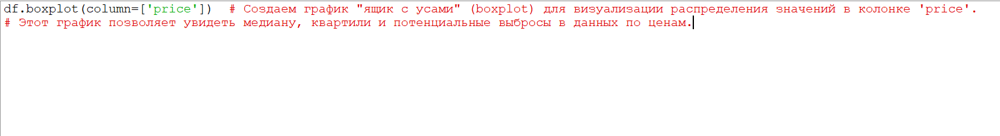 df.boxplot(column=['price'])  # Создаем график "ящик с усами" (boxplot) для визуализации распределения значений в колонке 'price'.
# Этот график позволяет увидеть медиану, квартили и потенциальные выбросы в данных по ценам.